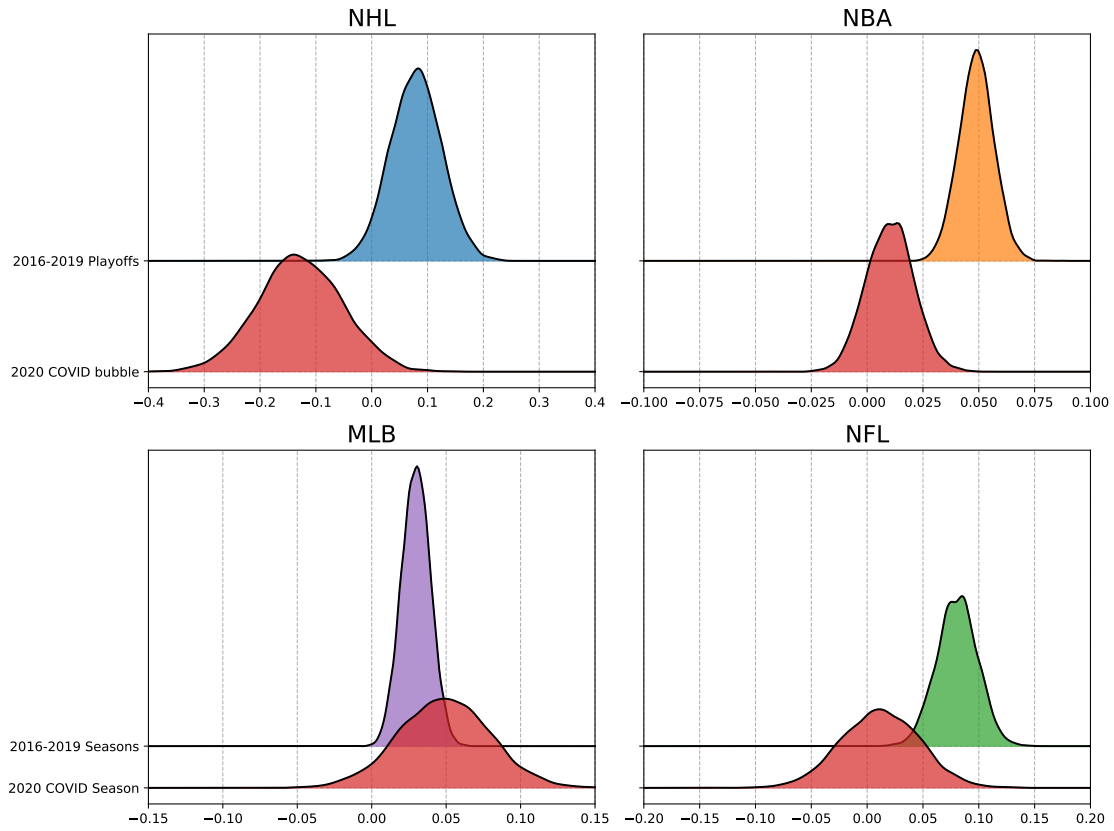 NHL
NBA
2016-2019 Playoffs
2020 COVID bubble
−0.4 −0.3 −0.2 −0.1 0.0 0.1 0.2 0.3 0.4
−0.100 −0.075 −0.050 −0.025 0.000 0.025 0.050 0.075 0.100
MLB
NFL
2016-2019 Seasons
2020 COVID Season
−0.15 −0.10 −0.05 0.00 0.05 0.10 0.15
−0.20 −0.15 −0.10 −0.05 0.00 0.05 0.10 0.15 0.20